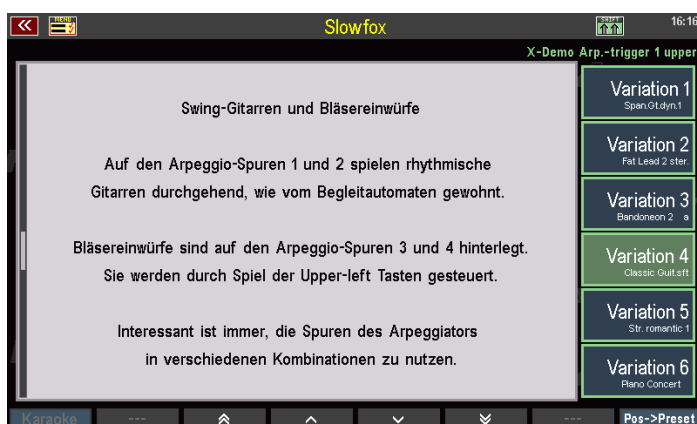 MENU
Slowfox
SHIFT
16:16
X-Demo Arp.-trigger 1 upper
Swing-Gitarren und Bläsereinwürfe
Auf den Arpeggio-Spuren 1 und 2 spielen rhythmische
Gitarren durchgehend, wie vom Begleitautomaten gewohnt.
Bläsereinwürfe sind auf den Arpeggio-Spuren 3 und 4 hinterlegt.
Sie werden durch Spiel der Upper-left Tasten gesteuert.
Interessant ist immer, die Spuren des Arpeggiators
in verschiedenen Kombinationen zu nutzen.
Variation 1
Span.Gt.dyn.1
Variation 2
Fat Lead 2 ster.
Variation 3
Bandoneon 2 a
Variation 4
Classic Guit.sft
Variation 5
Str. romantic 1
Variation 6
Piano Concert
Karaoke --- --- Pos->Preset